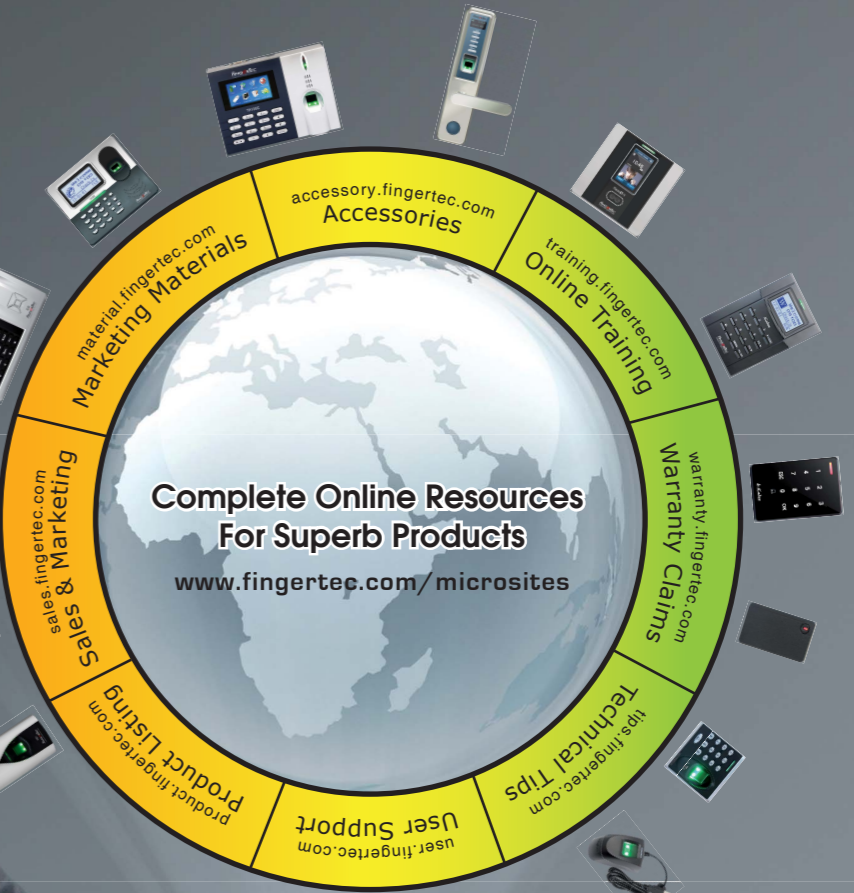 accessory.fingertec.com
Accessories
training.fingertec.com
Online Training
warranty.fingertec.com
Warranty Claims
tips.fingertec.com
Technical Tips
user.fingertec.com
User Support
product.fingertec.com
Product Listing
sales.fingertec.com
Sales & Marketing
material.fingertec.com
Marketing Materials
Complete Online Resources
For Superb Products
www.fingertec.com/microsites